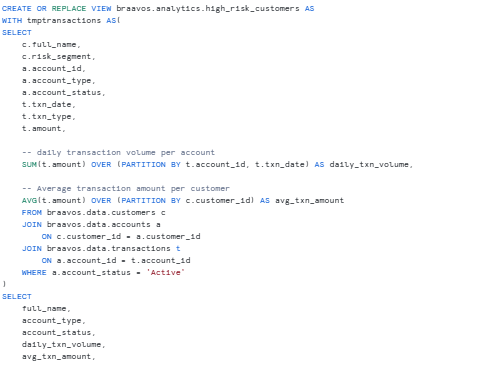 CREATE OR REPLACE VIEW braavos.analytics.high_risk_customers AS
WITH tmptransactions AS(
SELECT
c.full_name,
c.risk_segment,
a.account_id,
a.account_type,
a.account_status,
t.txn_date,
t.txn_type,
t.amount,
-- daily transaction volume per account
SUM(t.amount) OVER (PARTITION BY t.account_id, t.txn_date) AS daily_txn_volume,
-- Average transaction amount per customer
AVG(t.amount) OVER (PARTITION BY c.customer_id) AS avg_txn_amount
FROM braavos.data.customers c
JOIN braavos.data.accounts a
ON c.customer_id = a.customer_id
JOIN braavos.data.transactions t
ON a.account_id = t.account_id
WHERE a.account_status = 'Active'
)
SELECT
full_name,
account_type,
account_status,
daily_txn_volume,
avg_txn_amount,